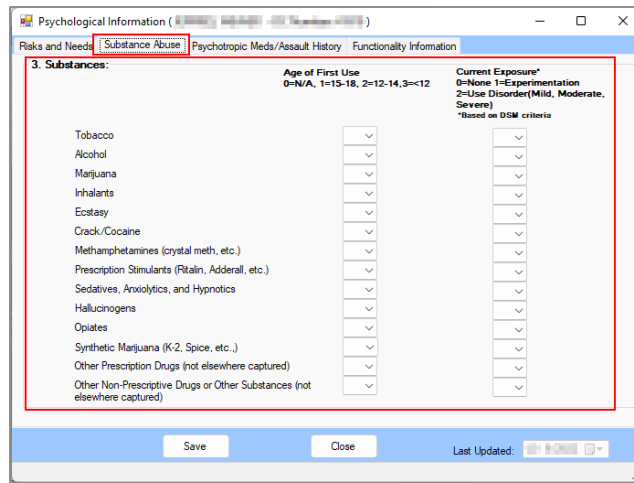 Psychological Information (
)
Risks and Needs Substance Abuse Psychotropic Meds/Assault History Functionality Information
3. Substances:
Age of First Use
0=N/A, 1=15-18, 2=12-14,3=<12
Current Exposure*
0=None 1=Experimentation
2=Use Disorder(Mild, Moderate,
Severe)
*Based on DSM criteria
Tobacco
Alcohol
Marijuana
Inhalants
Ecstasy
Crack/Cocaine
Methamphetamines (crystal meth, etc.)
Prescription Stimulants (Ritalin, Adderall, etc.)
Sedatives, Anxiolytics, and Hypnotics
Hallucinogens
Opiates
Synthetic Marijuana (K-2, Spice, etc.,)
Other Prescription Drugs (not elsewhere captured)
Other Non-Prescriptive Drugs or Other Substances (not
elsewhere captured)
Save Close Last Updated: